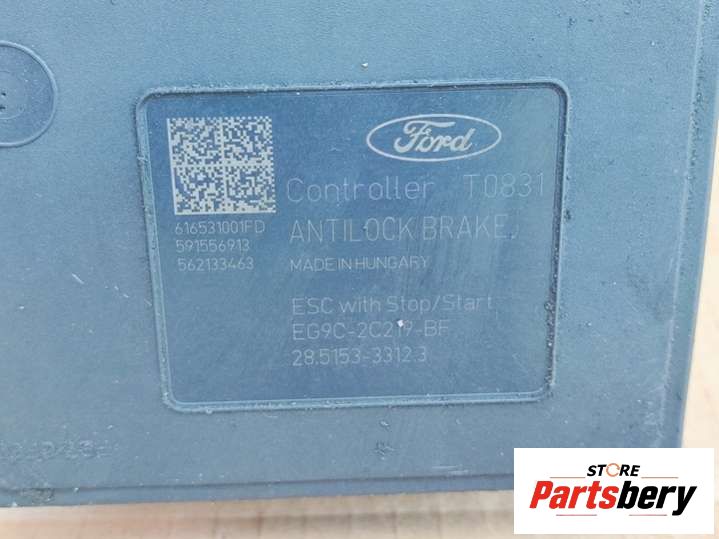 Ford
Controller T0831
616531001FD
591556913
562133463
ANTILOCK BRAKE
MADE IN HUNGARY
ESC with Stop/Start
EG9C-2C219-BF
28.5153-3312.3
STORE
Partsbery